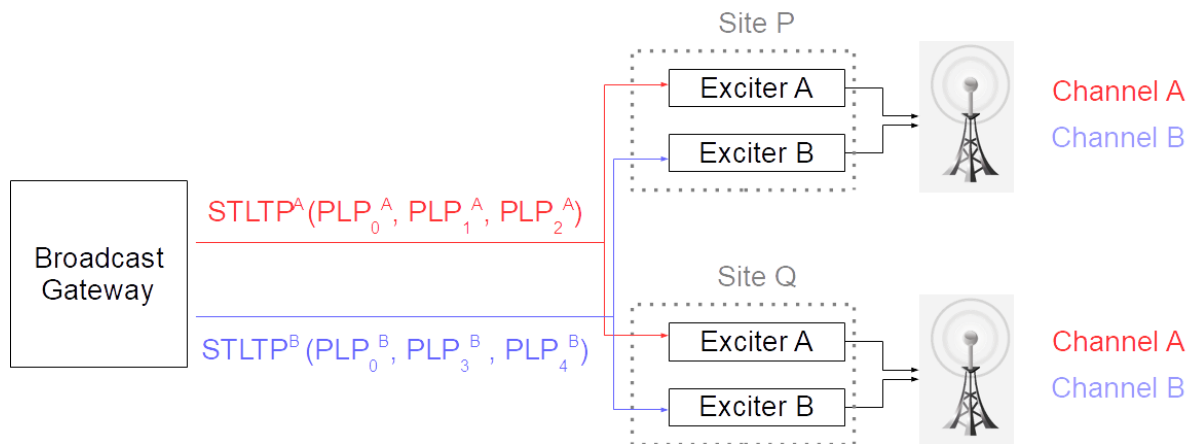 Site P
Exciter A
Exciter B
Channel A
Channel B
Broadcast
Gateway
STLTPᴬ(PLP₀ᴬ, PLP₁ᴬ, PLP₂ᴬ)
STLTPᴮ(PLP₀ᴮ, PLP₃ᴮ , PLP₄ᴮ)
Site Q
Exciter A
Exciter B
Channel A
Channel B